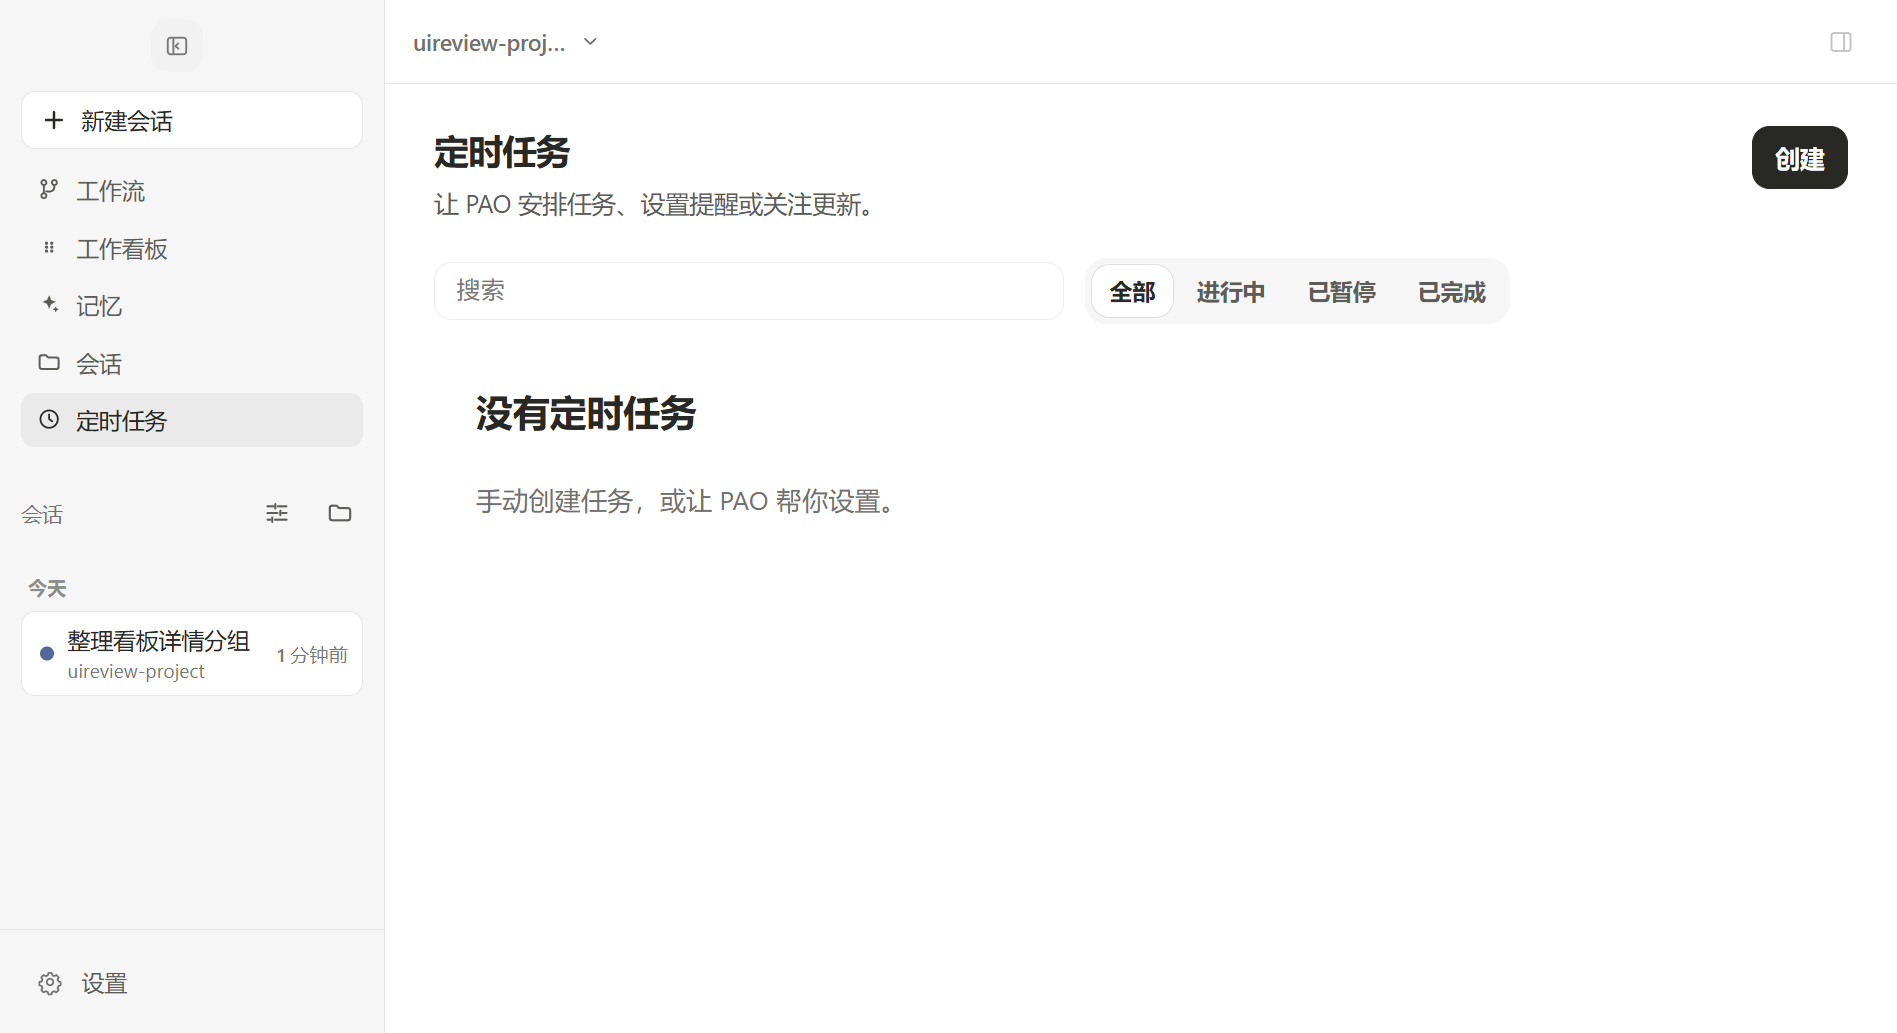 新建会话
工作流
工作看板
记忆
会话
定时任务
会话
今天
整理看板详情分组
uireview-project
1 分钟前
设置
uireview-proj...
定时任务
让 PAO 安排任务、设置提醒或关注更新。
创建
搜索
全部 进行中 已暂停 已完成
没有定时任务
手动创建任务，或让 PAO 帮你设置。